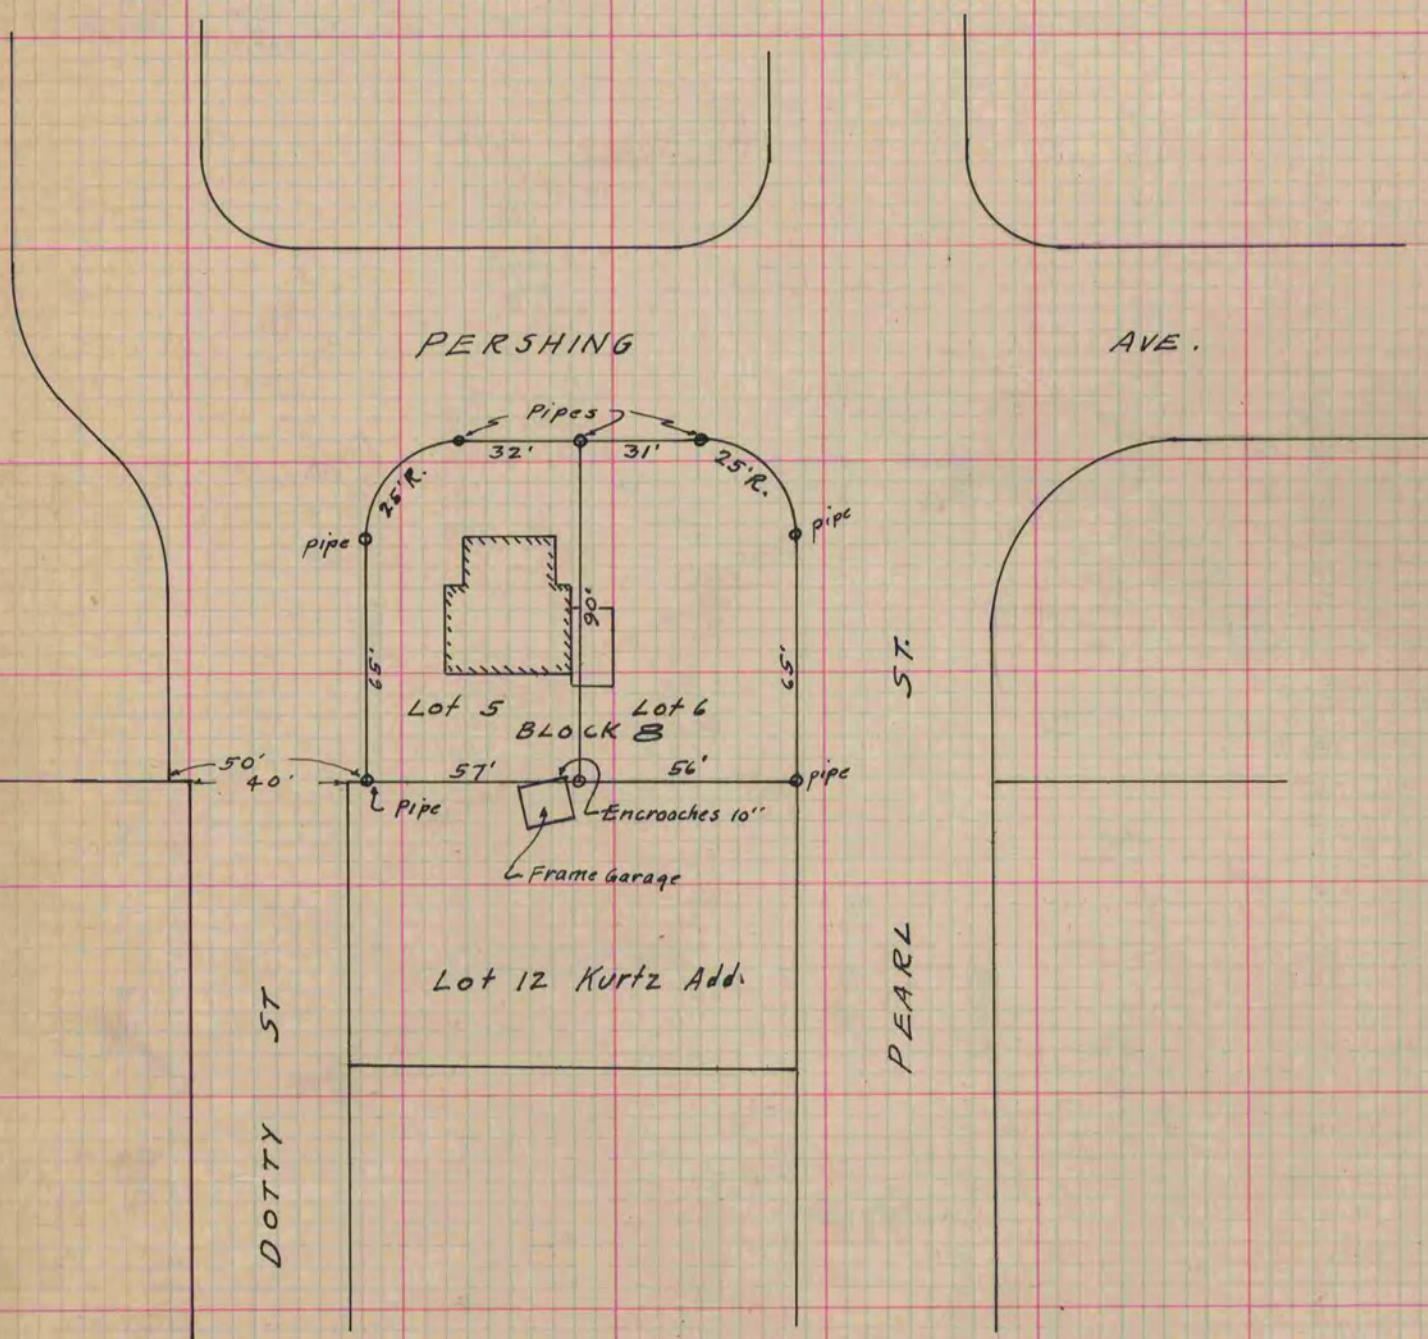 PERSHING AVE.
Pipes
32' 31'
25'R. 25'R.
pipe pipe
90'
65' 65'
ST.
Lot 5 Lot 6
BLOCK 8
50'
40' 57' 56' pipe
Pipe Encroaches 10"
Frame Garage
PEARL
Lot 12 Kurtz Add.
DOTTY ST